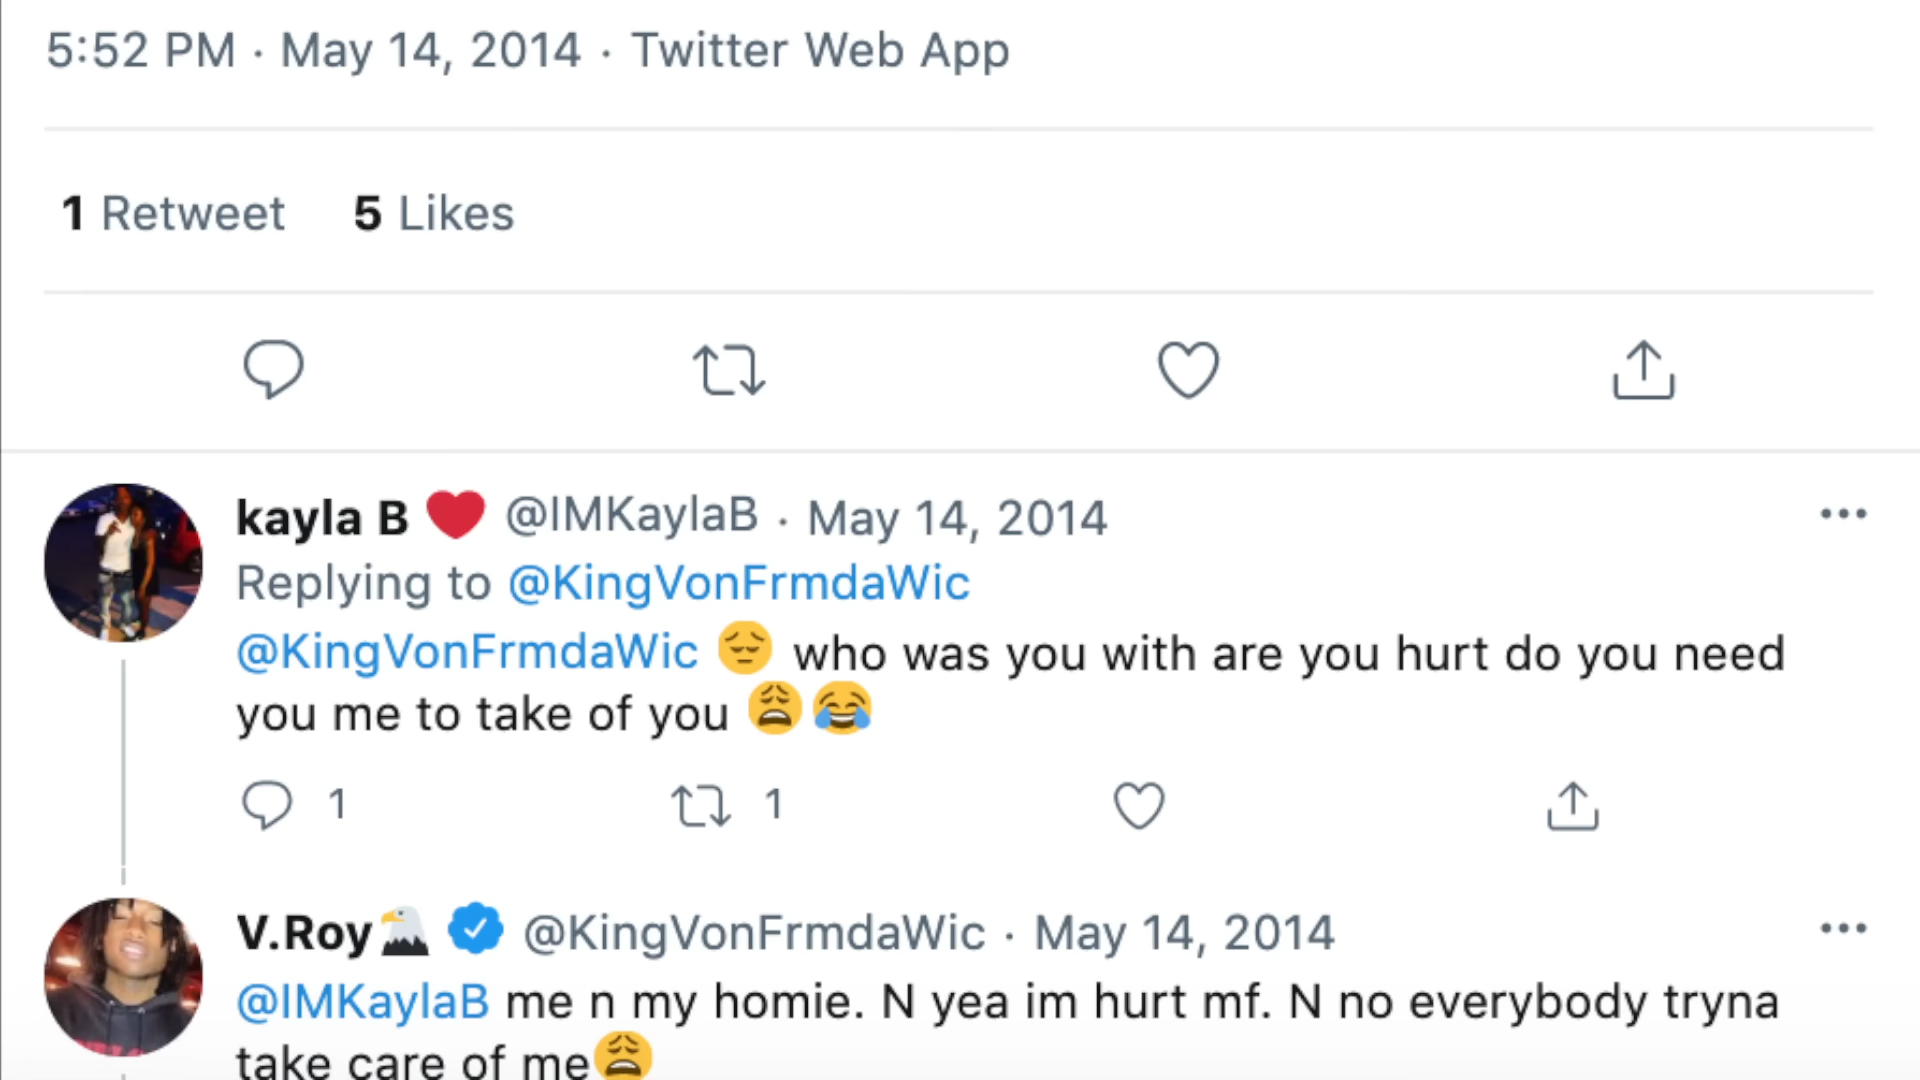 5:52 PM · May 14, 2014 · Twitter Web App
1 Retweet 5 Likes
kayla B ❤️ @IMKaylaB · May 14, 2014
Replying to @KingVonFrmdaWic
@KingVonFrmdaWic 😔 who was you with are you hurt do you need
you me to take of you 😩😂
1 1
V.Roy🦅 @KingVonFrmdaWic · May 14, 2014
@IMKaylaB me n my homie. N yea im hurt mf. N no everybody tryna
take care of me😩